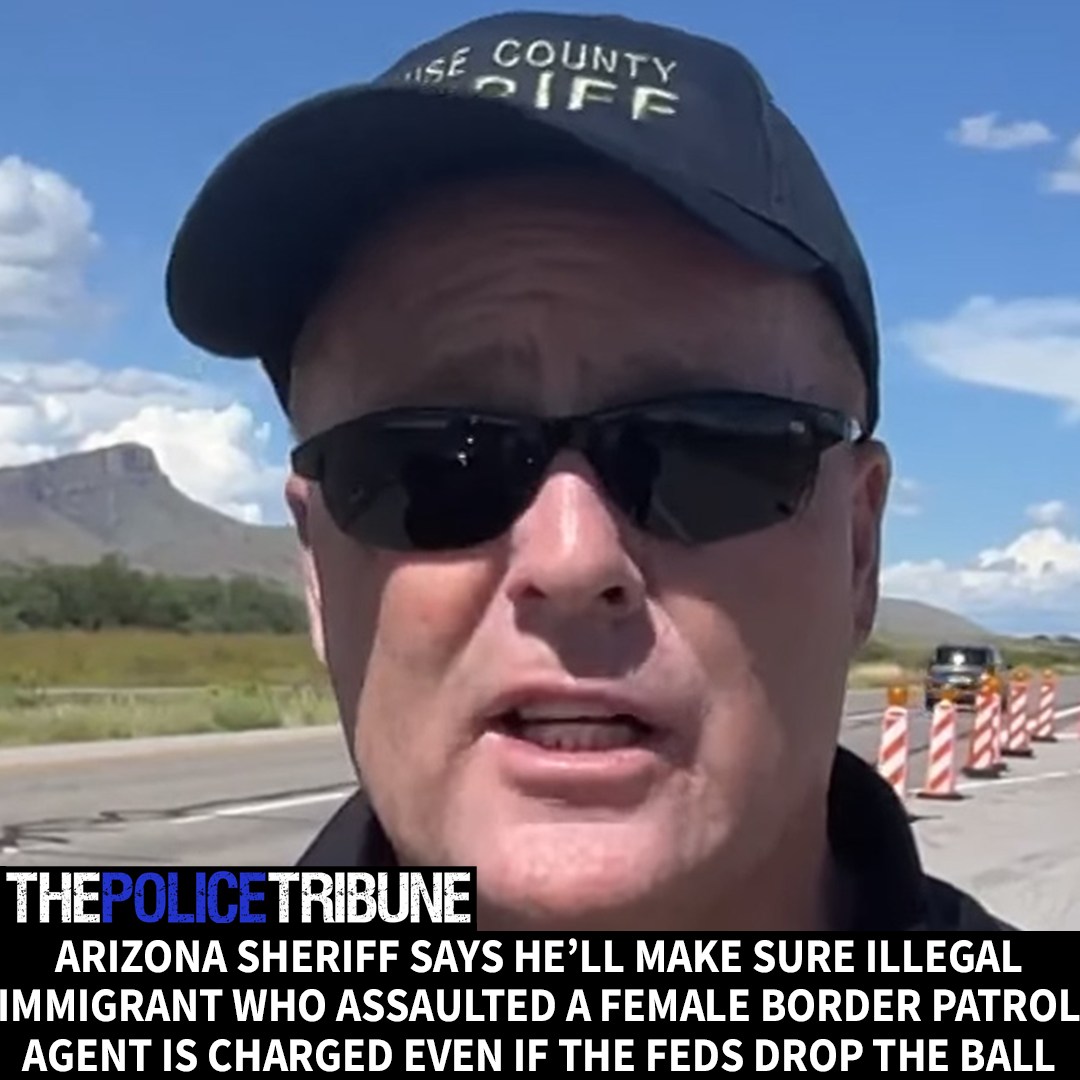 COUNTY
THEPOLICETRIBUNE
ARIZONA SHERIFF SAYS HE’LL MAKE SURE ILLEGAL
IMMIGRANT WHO ASSAULTED A FEMALE BORDER PATROL
AGENT IS CHARGED EVEN IF THE FEDS DROP THE BALL